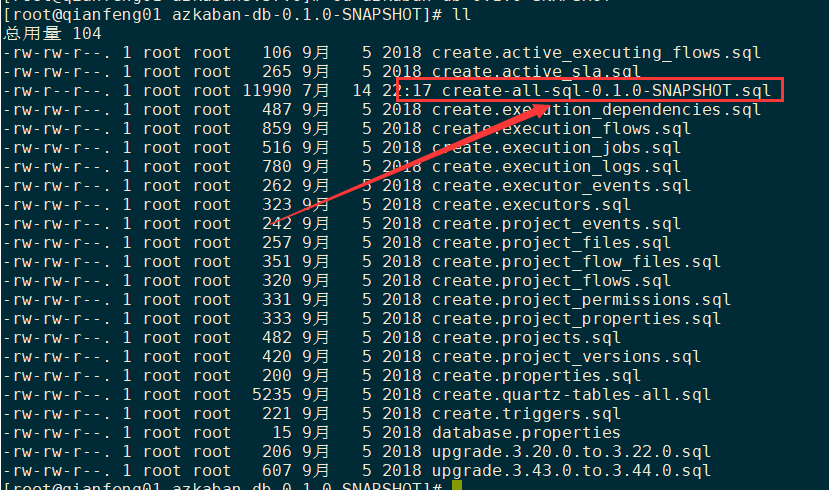 [root@qianfeng01 azkaban-db-0.1.0-SNAPSHOT]# ll
总用量 104
-rw-rw-r--. 1 root root 106 9月 5 2018 create.active_executing_flows.sql
-rw-rw-r--. 1 root root 265 9月 5 2018 create.active_sla.sql
-rw-r--r--. 1 root root 11990 7月 14 22:17 create-all-sql-0.1.0-SNAPSHOT.sql
-rw-rw-r--. 1 root root 487 9月 5 2018 create.execution_dependencies.sql
-rw-rw-r--. 1 root root 859 9月 5 2018 create.execution_flows.sql
-rw-rw-r--. 1 root root 516 9月 5 2018 create.execution_jobs.sql
-rw-rw-r--. 1 root root 780 9月 5 2018 create.execution_logs.sql
-rw-rw-r--. 1 root root 262 9月 5 2018 create.executor_events.sql
-rw-rw-r--. 1 root root 323 9月 5 2018 create.executors.sql
-rw-rw-r--. 1 root root 242 9月 5 2018 create.project_events.sql
-rw-rw-r--. 1 root root 257 9月 5 2018 create.project_files.sql
-rw-rw-r--. 1 root root 351 9月 5 2018 create.project_flow_files.sql
-rw-rw-r--. 1 root root 320 9月 5 2018 create.project_flows.sql
-rw-rw-r--. 1 root root 331 9月 5 2018 create.project_permissions.sql
-rw-rw-r--. 1 root root 333 9月 5 2018 create.project_properties.sql
-rw-rw-r--. 1 root root 482 9月 5 2018 create.projects.sql
-rw-rw-r--. 1 root root 420 9月 5 2018 create.project_versions.sql
-rw-rw-r--. 1 root root 200 9月 5 2018 create.properties.sql
-rw-rw-r--. 1 root root 5235 9月 5 2018 create.quartz-tables-all.sql
-rw-rw-r--. 1 root root 221 9月 5 2018 create.triggers.sql
-rw-rw-r--. 1 root root 15 9月 5 2018 database.properties
-rw-rw-r--. 1 root root 206 9月 5 2018 upgrade.3.20.0.to.3.22.0.sql
-rw-rw-r--. 1 root root 607 9月 5 2018 upgrade.3.43.0.to.3.44.0.sql
[root@qianfeng01 azkaban-db-0.1.0-SNAPSHOT]#